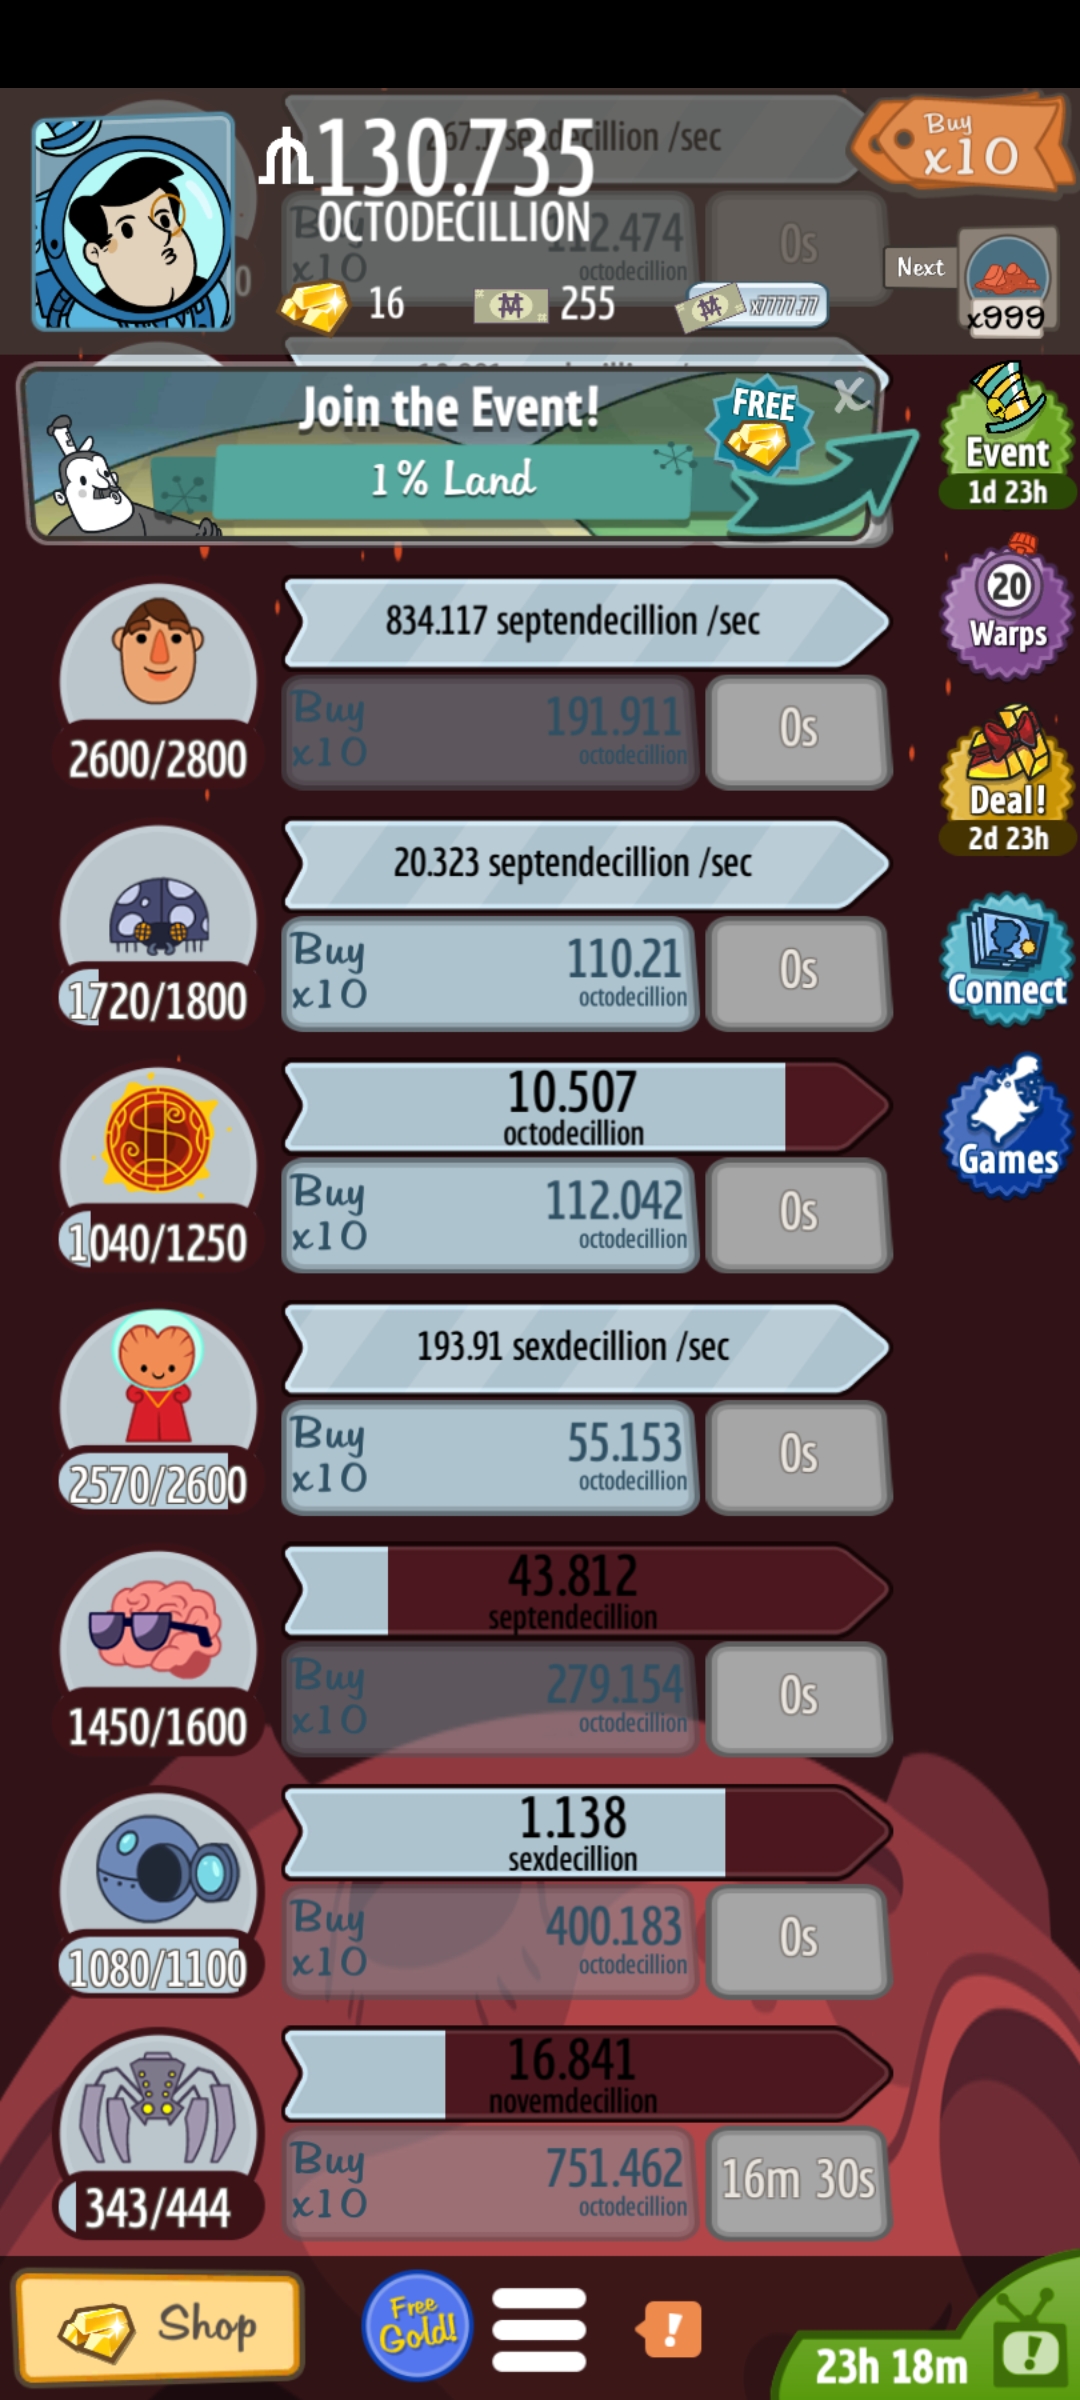 130.735
OCTODECILLION
16
255
x7777.77
Buy
x10
Next
x999
Buy
x10
112.474
octodecillion
0s
Join the Event!
1% Land
FREE
X
Event
1d 23h
834.117 septendecillion /sec
Buy
x10
191.911
octodecillion
0s
2600/2800
20
Warps
20.323 septendecillion /sec
Buy
x10
110.21
octodecillion
0s
1720/1800
Deal!
2d 23h
10.507
octodecillion
Buy
x10
112.042
octodecillion
0s
1040/1250
Connect
Games
193.91 sexdecillion /sec
Buy
x10
55.153
octodecillion
0s
2570/2600
43.812
septendecillion
Buy
x10
279.154
octodecillion
0s
1450/1600
1.138
sexdecillion
Buy
x10
400.183
octodecillion
0s
1080/1100
16.841
novemdecillion
Buy
x10
751.462
octodecillion
16m 30s
343/444
Shop
Free
Gold!
!
23h 18m
!